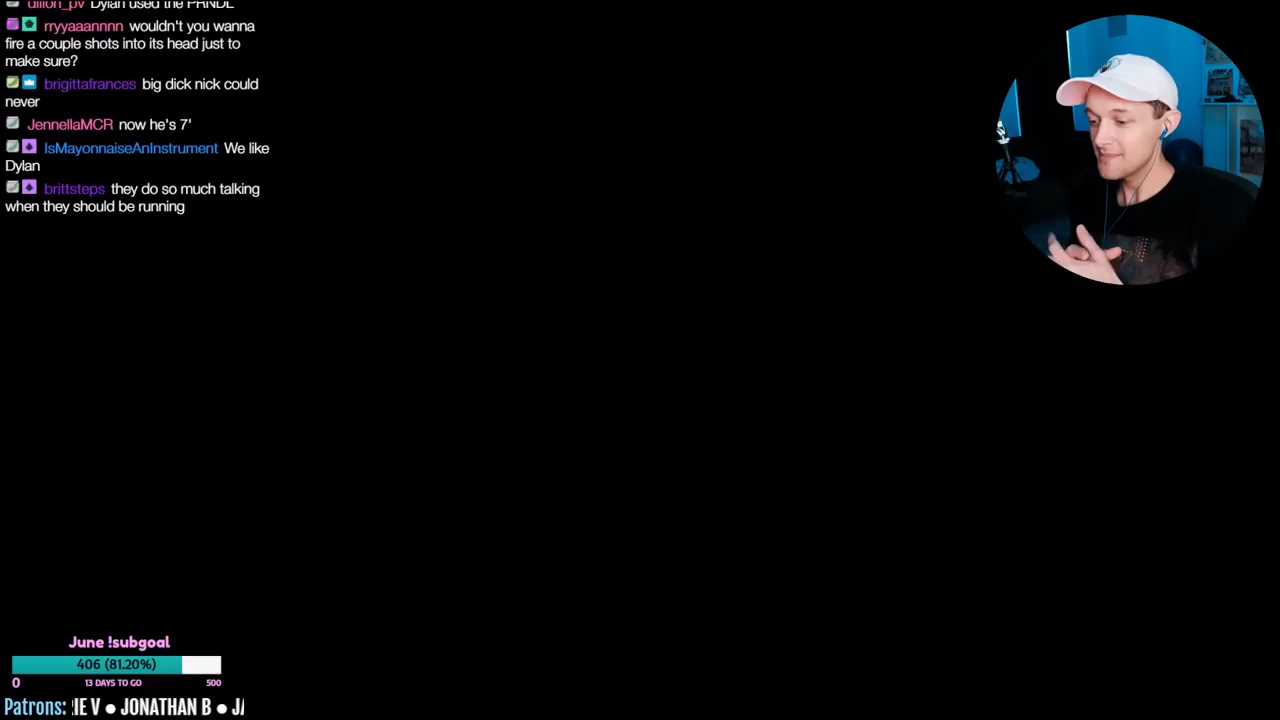 dillon_pv Dylan used the PRNDL
rryyaaannnn wouldn't you wanna
fire a couple shots into its head just to
make sure?
brigittafrances big dick nick could
never
JennellaMCR now he's 7'
IsMayonnaiseAnInstrument We like
Dylan
brittsteps they do so much talking
when they should be running
June !subgoal
406 (81.20%)
0 13 DAYS TO GO 500
Patrons: IE V ● JONATHAN B ●